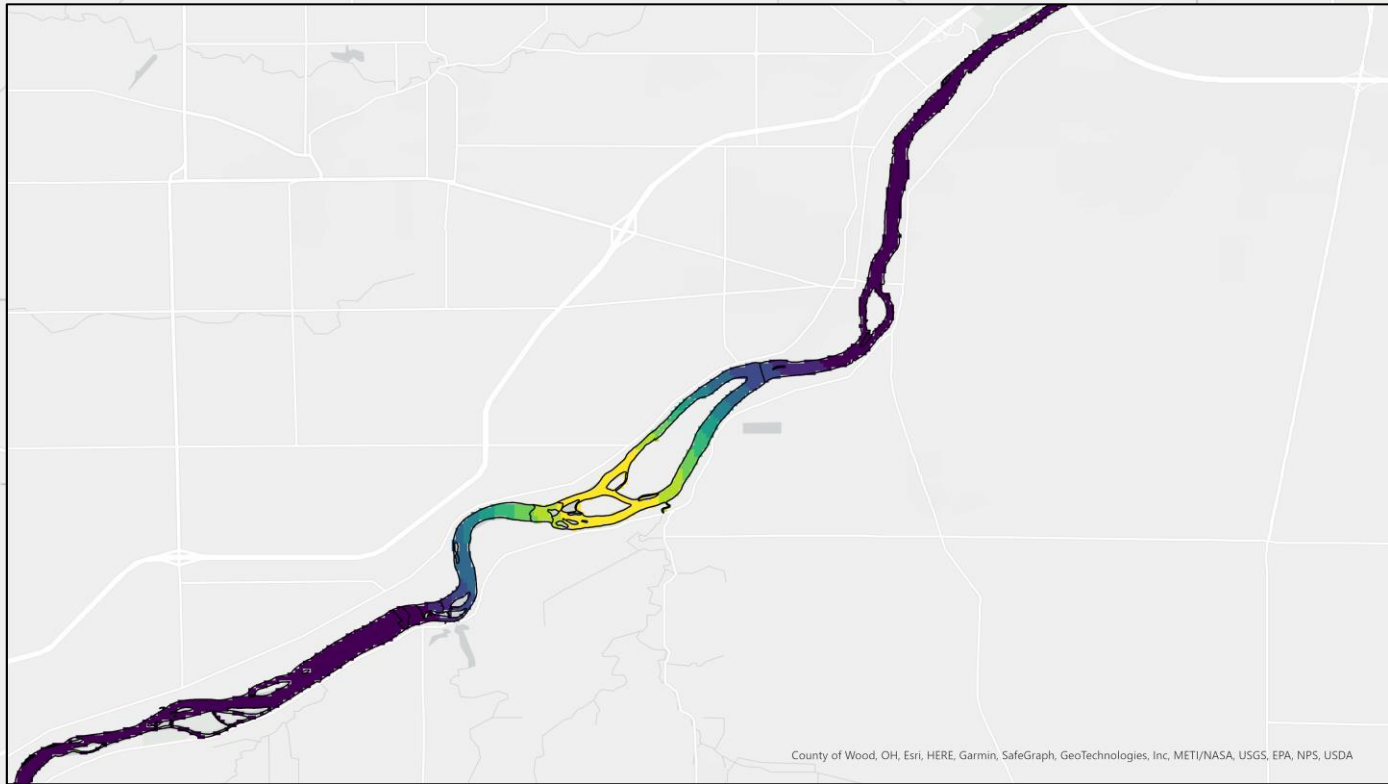 County of Wood, OH, Esri, HERE, Garmin, SafeGraph, GeoTechnologies, Inc, METI/NASA, USGS, EPA, NPS, USDA